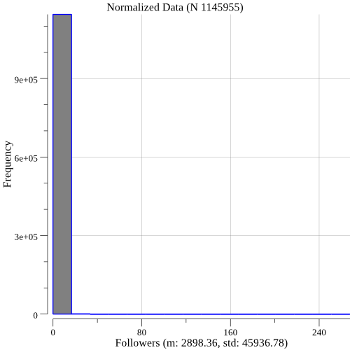 Normalized Data (N 1145955)
9e+05
6e+05
3e+05
0
Frequency
0 80 160 240
Followers (m: 2898.36, std: 45936.78)